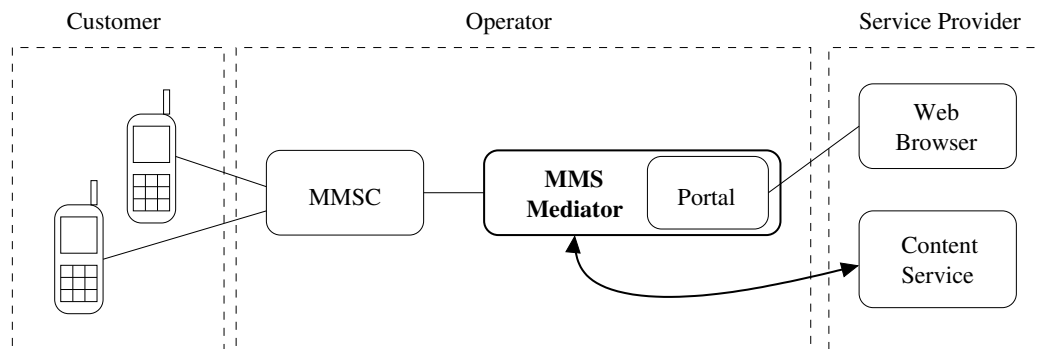 Customer
Operator
Service Provider
MMSC
MMS
Mediator
Portal
Web
Browser
Content
Service